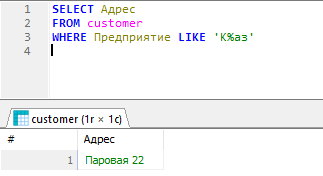 1 SELECT Адрес
2 FROM customer
3 WHERE Предприятие LIKE 'К%аз'
4
customer (1r × 1c)
# Адрес
1 Паровая 22